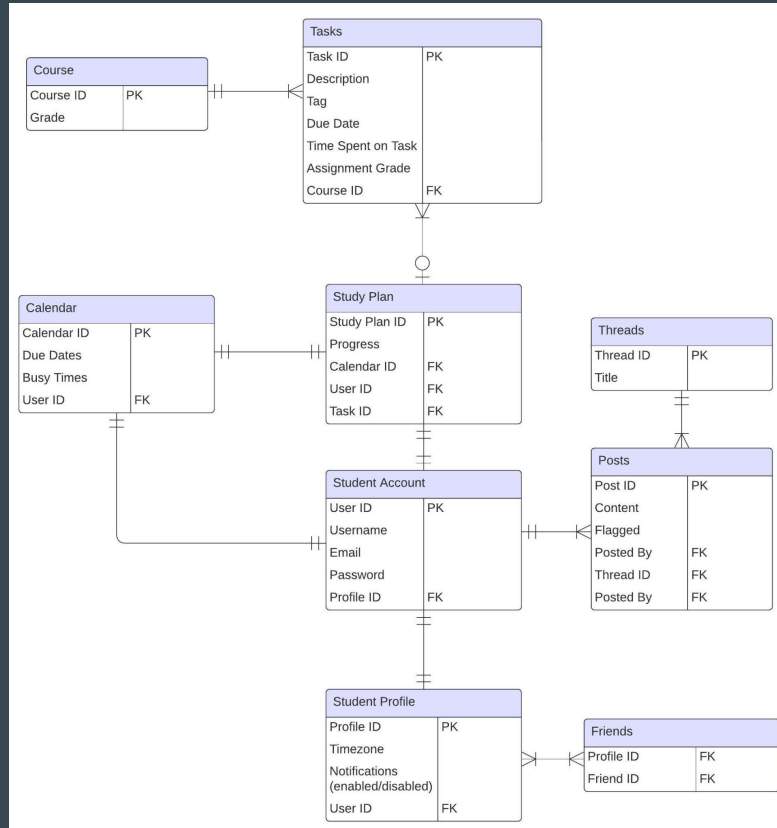 Tasks
Task ID PK
Description
Tag
Due Date
Time Spent on Task
Assignment Grade
Course ID FK
Course
Course ID PK
Grade
Calendar
Calendar ID PK
Due Dates
Busy Times
User ID FK
Study Plan
Study Plan ID PK
Progress
Calendar ID FK
User ID FK
Task ID FK
Threads
Thread ID PK
Title
Student Account
User ID PK
Username
Email
Password
Profile ID FK
Posts
Post ID PK
Content
Flagged
Posted By FK
Thread ID FK
Posted By FK
Student Profile
Profile ID PK
Timezone
Notifications
(enabled/disabled)
User ID FK
Friends
Profile ID FK
Friend ID FK